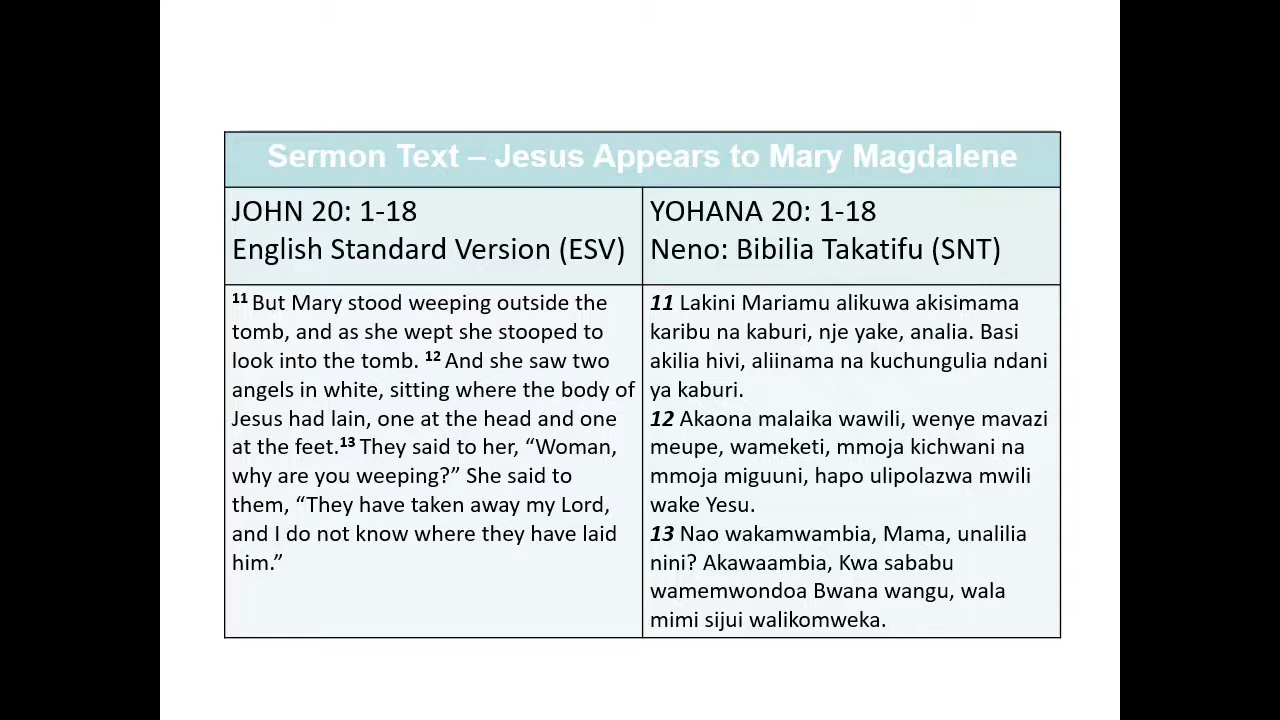 Sermon Text – Jesus Appears to Mary Magdalene
JOHN 20: 1-18
English Standard Version (ESV)
YOHANA 20: 1-18
Neno: Bibilia Takatifu (SNT)
11 But Mary stood weeping outside the
tomb, and as she wept she stooped to
look into the tomb. 12 And she saw two
angels in white, sitting where the body of
Jesus had lain, one at the head and one
at the feet.13 They said to her, “Woman,
why are you weeping?” She said to
them, “They have taken away my Lord,
and I do not know where they have laid
him.”
11 Lakini Mariamu alikuwa akisimama
karibu na kaburi, nje yake, analia. Basi
akilia hivi, aliinama na kuchungulia ndani
ya kaburi.
12 Akaona malaika wawili, wenye mavazi
meupe, wameketi, mmoja kichwani na
mmoja miguuni, hapo ulipolazwa mwili
wake Yesu.
13 Nao wakamwambia, Mama, unalilia
nini? Akawaambia, Kwa sababu
wamemwondoa Bwana wangu, wala
mimi sijui walikomweka.